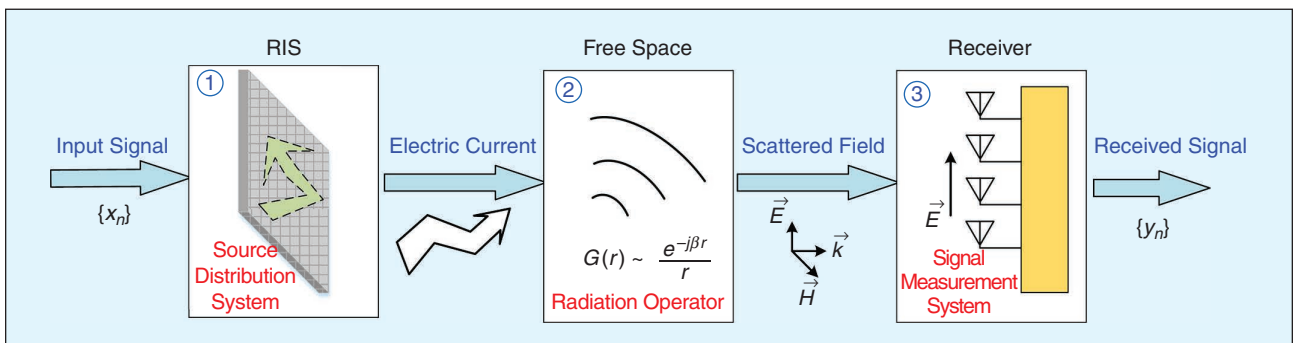 RIS
Free Space
Receiver
①
②
③
Input Signal
{xₙ}
Source
Distribution
System
Electric Current
G(r) ~ e^{-jβr}/r
Radiation Operator
Scattered Field
E⃗
k⃗
H⃗
E⃗
Signal
Measurement
System
Received Signal
{yₙ}